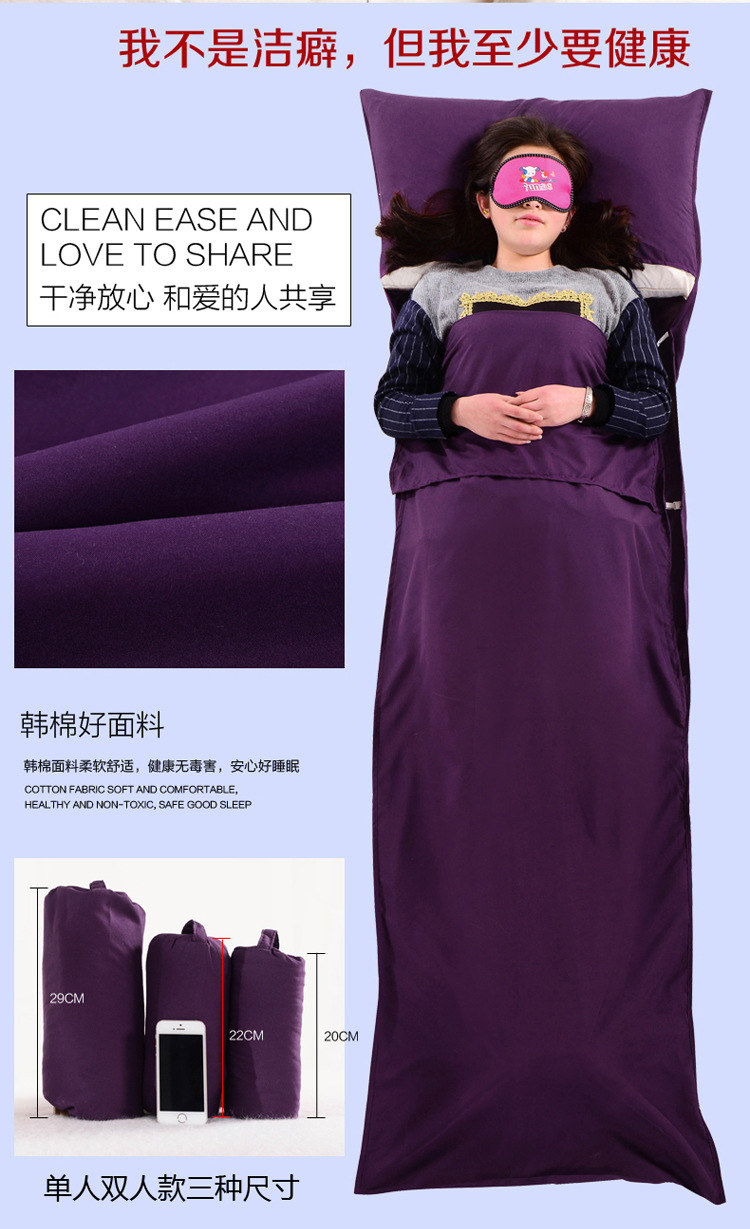 我不是洁癖，但我至少要健康
CLEAN EASE AND
LOVE TO SHARE
干净放心 和爱的人共享
韩棉好面料
韩棉面料柔软舒适，健康无毒害，安心好睡眠
COTTON FABRIC SOFT AND COMFORTABLE,
HEALTHY AND NON-TOXIC, SAFE GOOD SLEEP
29CM
22CM
20CM
单人双人款三种尺寸